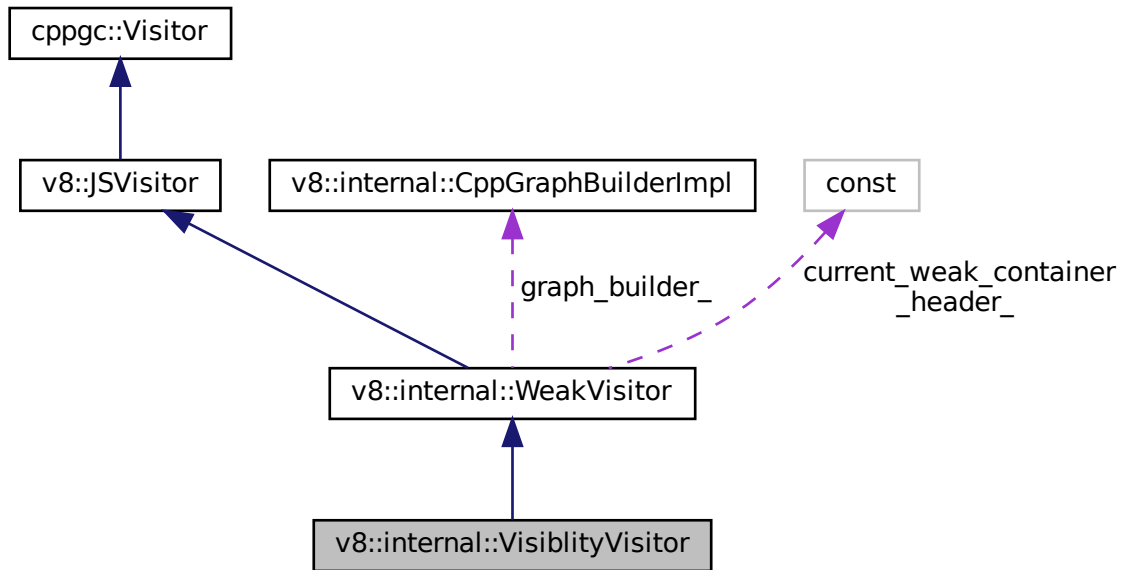 cppgc::Visitor
v8::JSVisitor
v8::internal::CppGraphBuilderImpl
const
graph_builder_
current_weak_container
_header_
v8::internal::WeakVisitor
v8::internal::VisiblityVisitor